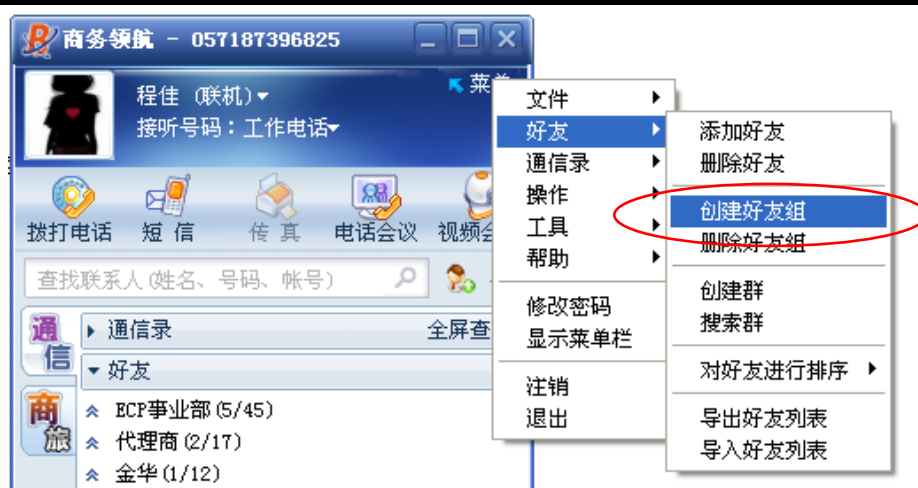 商务领航 - 057187396825
程佳 (联机)
接听号码：工作电话
菜
拨打电话 短信 传真 电话会议 视频会
查找联系人(姓名、号码、帐号)
通信
通信录 全屏查
好友
商旅
ECP事业部(5/45)
代理商(2/17)
金华(1/12)
文件
好友
通信录
操作
工具
帮助
修改密码
显示菜单栏
注销
退出
添加好友
删除好友
创建好友组
删除好友组
创建群
搜索群
对好友进行排序
导出好友列表
导入好友列表